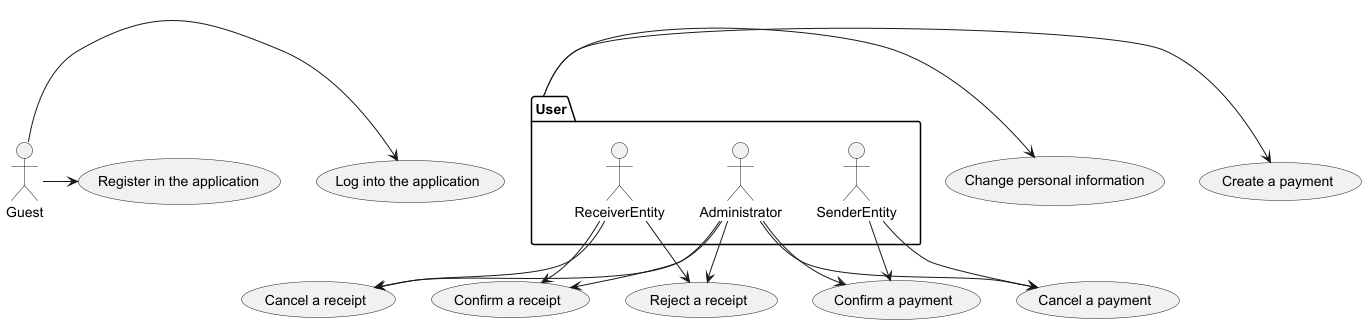 User
Guest
Register in the application
Log into the application
ReceiverEntity
Administrator
SenderEntity
Change personal information
Create a payment
Cancel a receipt
Confirm a receipt
Reject a receipt
Confirm a payment
Cancel a payment